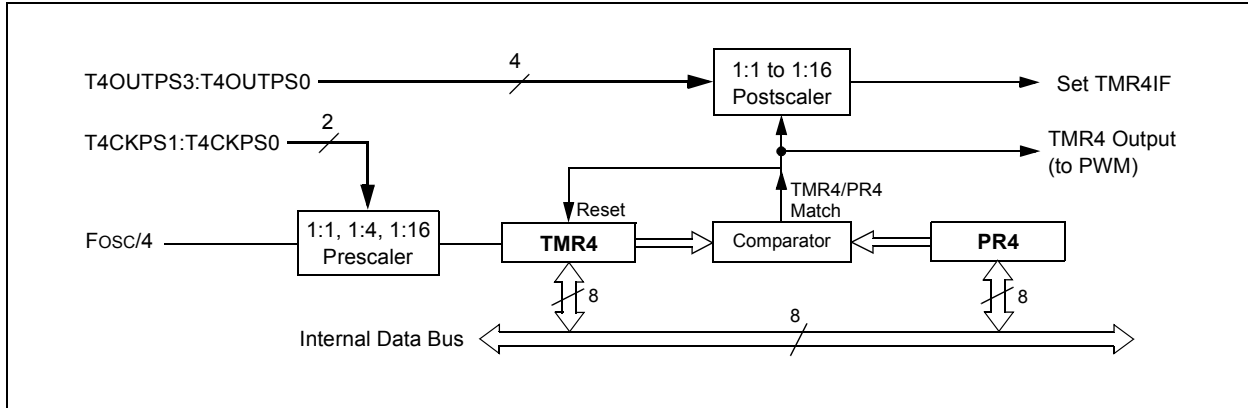 T4OUTPS3:T4OUTPS0
4
1:1 to 1:16
Postscaler
Set TMR4IF
T4CKPS1:T4CKPS0
2
TMR4 Output
(to PWM)
TMR4/PR4
Match
Reset
FOSC/4
1:1, 1:4, 1:16
Prescaler
TMR4
Comparator
PR4
8
8
Internal Data Bus
8